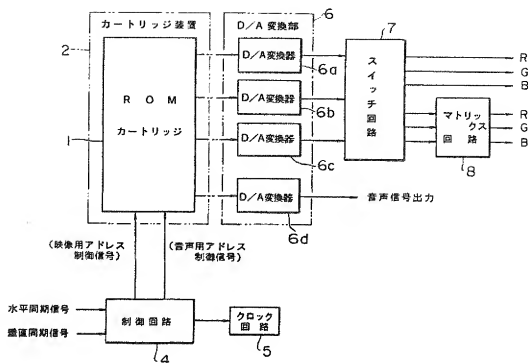 カートリッジ装置
D/A変換部
6
7
2
D/A変換器
6a
R
G
B
ROM
カートリッジ
D/A変換器
6b
スイッチ回路
1
D/A変換器
6c
マトリックス回路
R
G
B
8
D/A変換器
6d
音声信号出力
(映像用アドレス
制御信号)
(音声用アドレス
制御信号)
水平同期信号
垂直同期信号
制御回路
4
クロック
回路
5